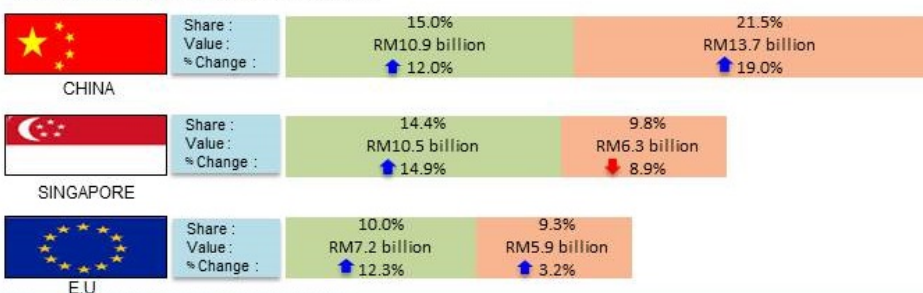 Share : 15.0% 21.5%
Value : RM10.9 billion RM13.7 billion
% Change : 12.0% 19.0%
CHINA
Share : 14.4% 9.8%
Value : RM10.5 billion RM6.3 billion
% Change : 14.9% 8.9%
SINGAPORE
Share : 10.0% 9.3%
Value : RM7.2 billion RM5.9 billion
% Change : 12.3% 3.2%
E.U